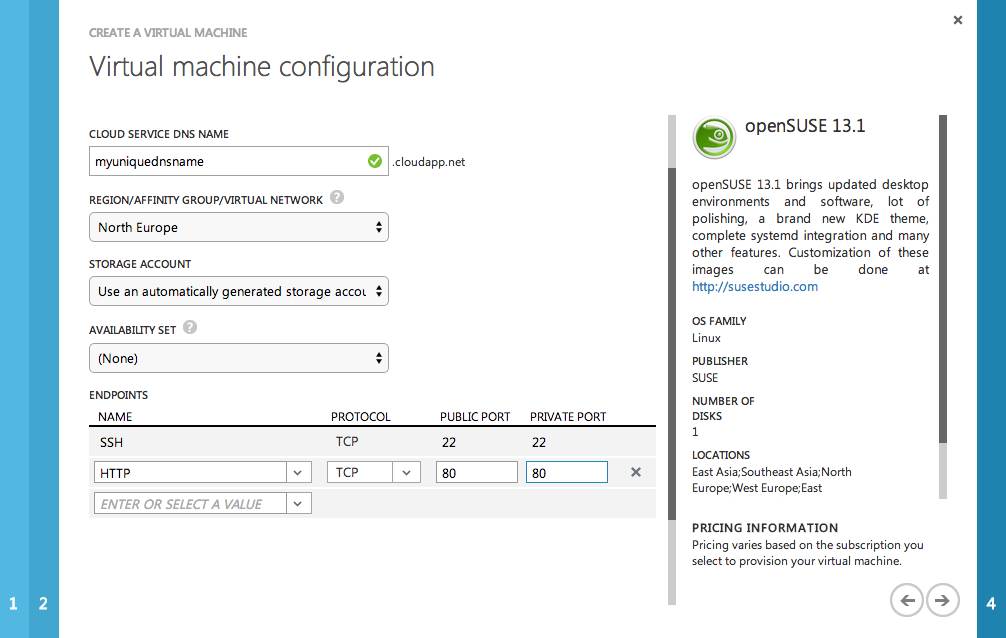 CREATE A VIRTUAL MACHINE
Virtual machine configuration
CLOUD SERVICE DNS NAME
myuniquednsname .cloudapp.net
REGION/AFFINITY GROUP/VIRTUAL NETWORK ?
North Europe
STORAGE ACCOUNT
Use an automatically generated storage accou
AVAILABILITY SET ?
(None)
ENDPOINTS
NAME PROTOCOL PUBLIC PORT PRIVATE PORT
SSH TCP 22 22
HTTP TCP 80 80
ENTER OR SELECT A VALUE
openSUSE 13.1
openSUSE 13.1 brings updated desktop
environments and software, lot of
polishing, a brand new KDE theme,
complete systemd integration and many
other features. Customization of these
images can be done at
http://susestudio.com
OS FAMILY
Linux
PUBLISHER
SUSE
NUMBER OF
DISKS
1
LOCATIONS
East Asia;Southeast Asia;North
Europe;West Europe;East
PRICING INFORMATION
Pricing varies based on the subscription you
select to provision your virtual machine.
1 2 4